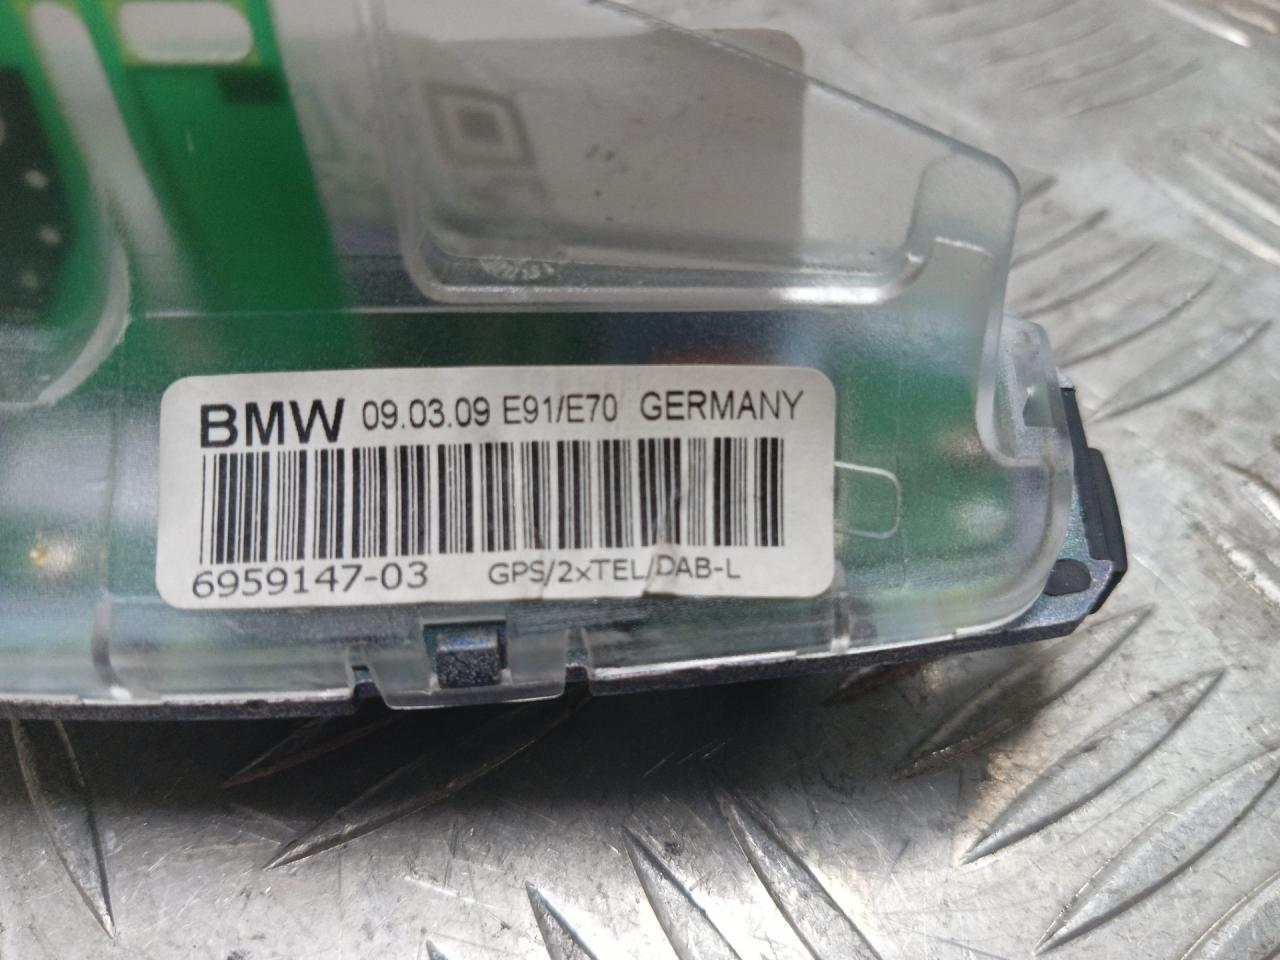 BMW 09.03.09 E91/E70 GERMANY
6959147-03 GPS/2xTEL/DAB-L